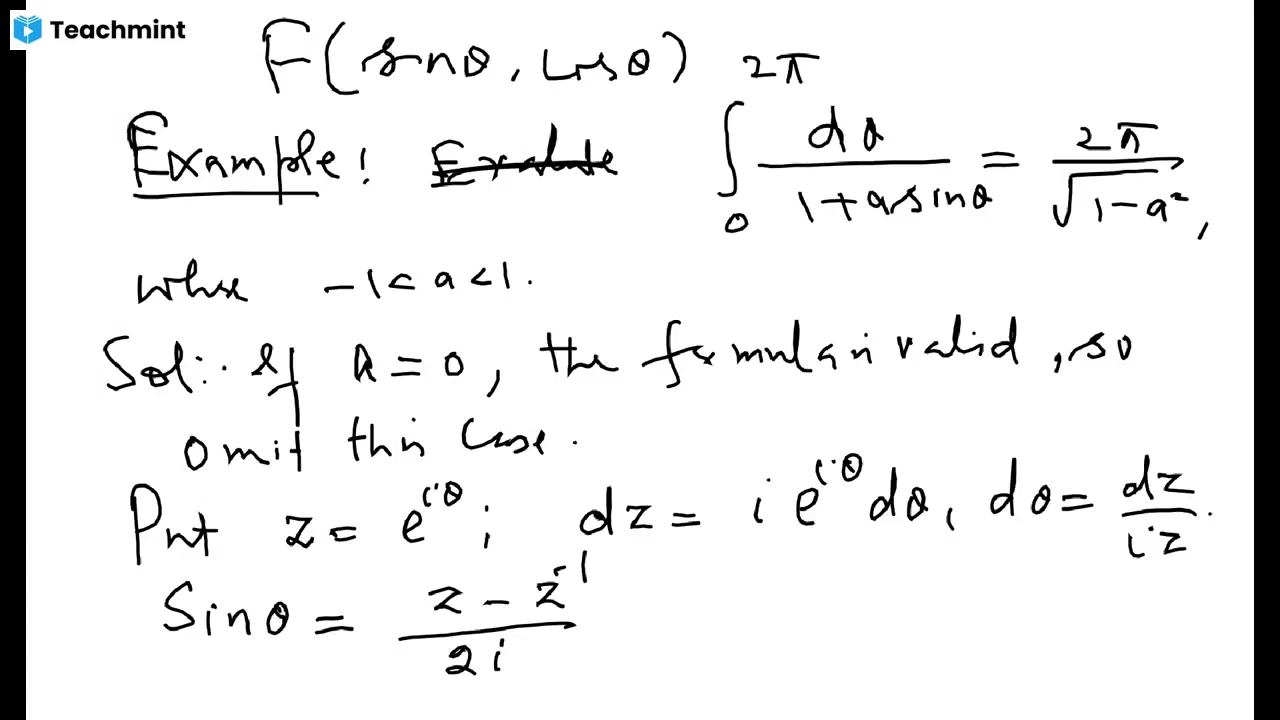 Teachmint
F(sinθ, cosθ)
Example: Evaluate ∫₀^2π dθ/(1+a sinθ) = 2π/√(1-a²),
where -1<a<1.
Sol:. If a=0, the formula is valid, so
omit this case.
Put z = e^iθ; dz = i e^iθ dθ, dθ = dz/iz.
Sinθ = (z - z^-1)/2i